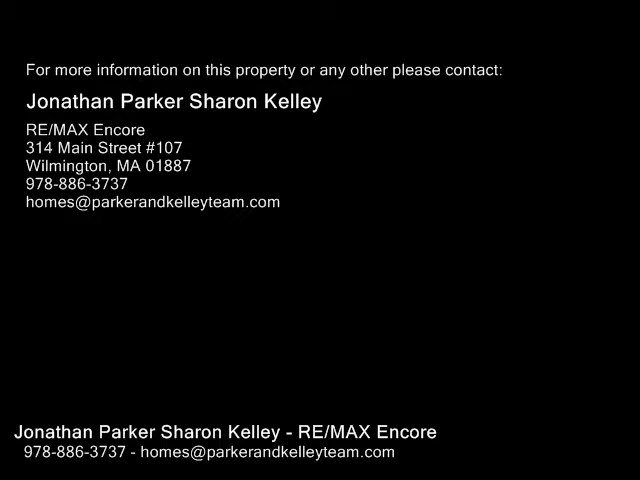 For more information on this property or any other please contact:
Jonathan Parker Sharon Kelley
RE/MAX Encore
314 Main Street #107
Wilmington, MA 01887
978-886-3737
homes@parkerandkelleyteam.com
Jonathan Parker Sharon Kelley - RE/MAX Encore
978-886-3737 - homes@parkerandkelleyteam.com